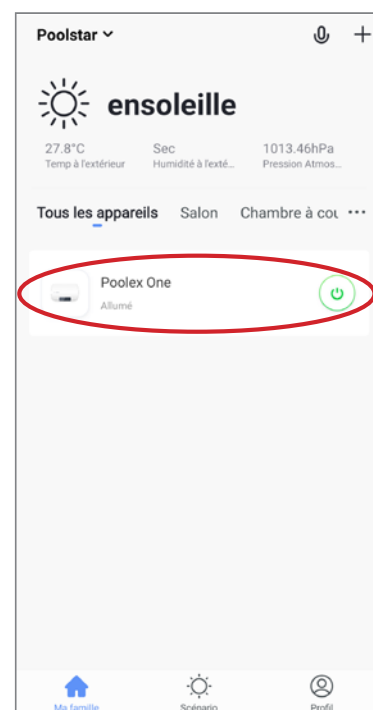 Poolstar
ensoleille
27.8°C Sec 1013.46hPa
Temp à l'extérieur Humidité à l'exté... Pression Atmos...
Tous les appareils Salon Chambre à cou ...
Poolex One
Allumé
Ma famille Scénario Profil